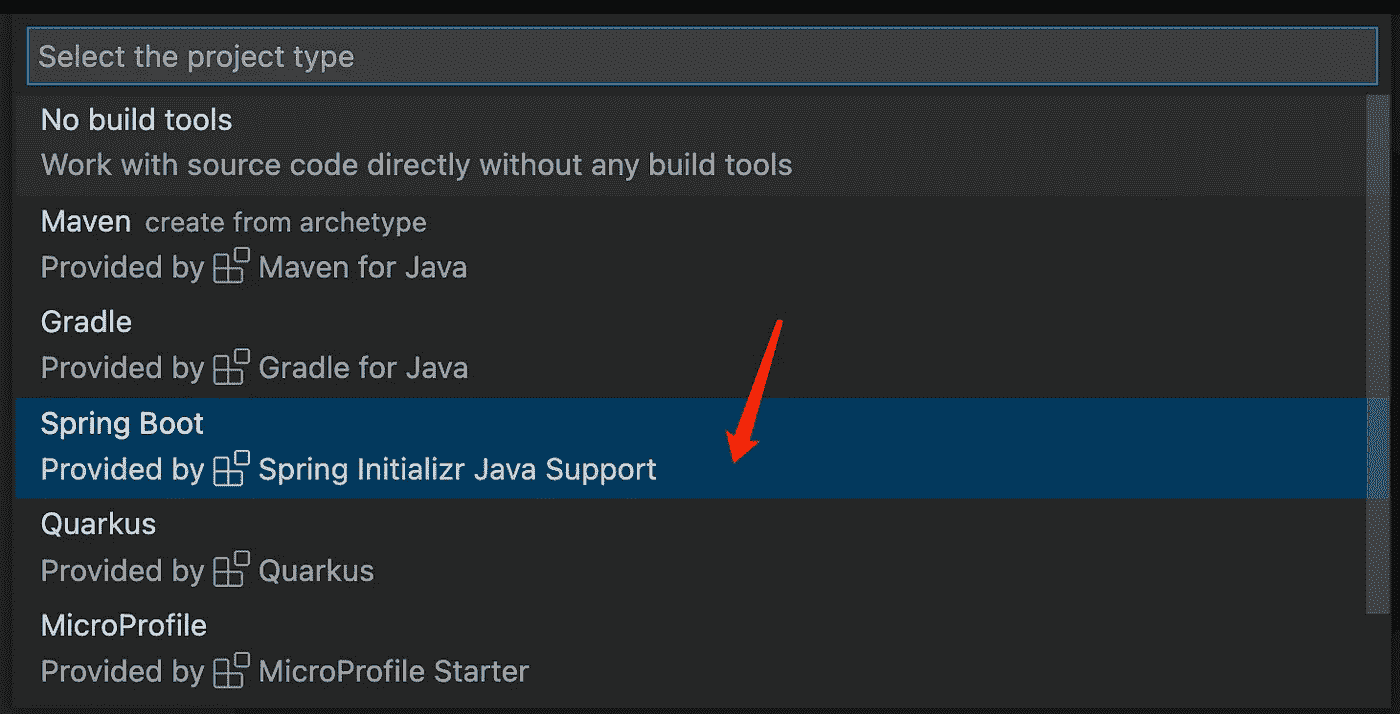 Select the project type
No build tools
Work with source code directly without any build tools
Maven create from archetype
Provided by Maven for Java
Gradle
Provided by Gradle for Java
Spring Boot
Provided by Spring Initializr Java Support
Quarkus
Provided by Quarkus
MicroProfile
Provided by MicroProfile Starter